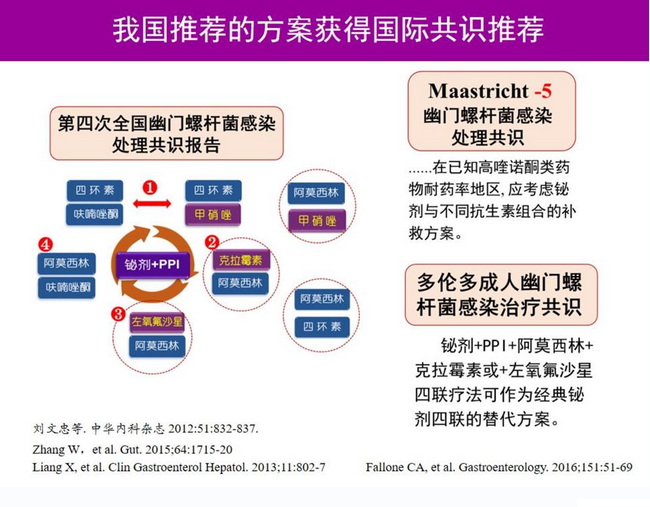 我国推荐的方案获得国际共识推荐
第四次全国幽门螺杆菌感染
处理共识报告
1
四环素
呋喃唑酮
四环素
甲硝唑
阿莫西林
甲硝唑
4
阿莫西林
呋喃唑酮
铋剂+PPI
2
克拉霉素
阿莫西林
阿莫西林
四环素
3
左氧氟沙星
阿莫西林
刘文忠等. 中华内科杂志 2012:51:832-837.
Zhang W, et al. Gut. 2015;64:1715-20
Liang X, et al. Clin Gastroenterol Hepatol. 2013;11:802-7
Maastricht -5
幽门螺杆菌感染
处理共识
......在已知高喹诺酮类药
物耐药率地区, 应考虑铋
剂与不同抗生素组合的补
救方案。
多伦多成人幽门螺
杆菌感染治疗共识
铋剂+PPI+阿莫西林+
克拉霉素或+左氧氟沙星
四联疗法可作为经典铋
剂四联的替代方案。
Fallone CA, et al. Gastroenterology. 2016;151:51-69